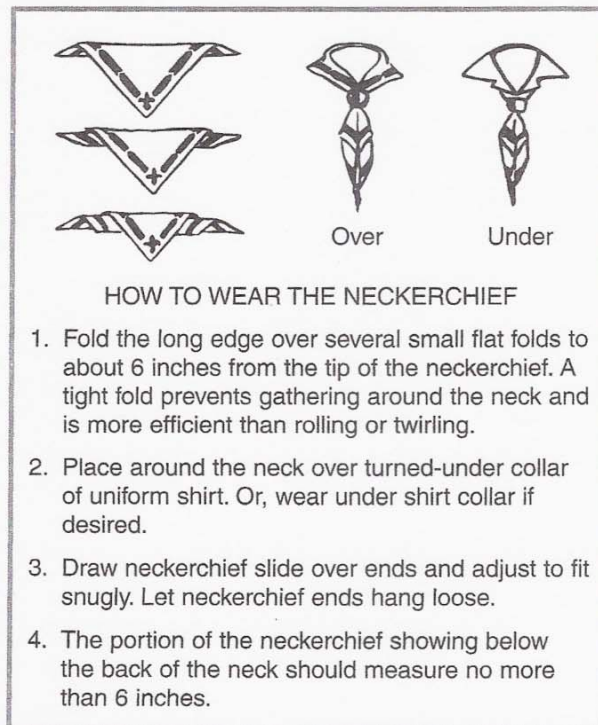 Over Under
HOW TO WEAR THE NECKERCHIEF
1. Fold the long edge over several small flat folds to
about 6 inches from the tip of the neckerchief. A
tight fold prevents gathering around the neck and
is more efficient than rolling or twirling.
2. Place around the neck over turned-under collar
of uniform shirt. Or, wear under shirt collar if
desired.
3. Draw neckerchief slide over ends and adjust to fit
snugly. Let neckerchief ends hang loose.
4. The portion of the neckerchief showing below
the back of the neck should measure no more
than 6 inches.